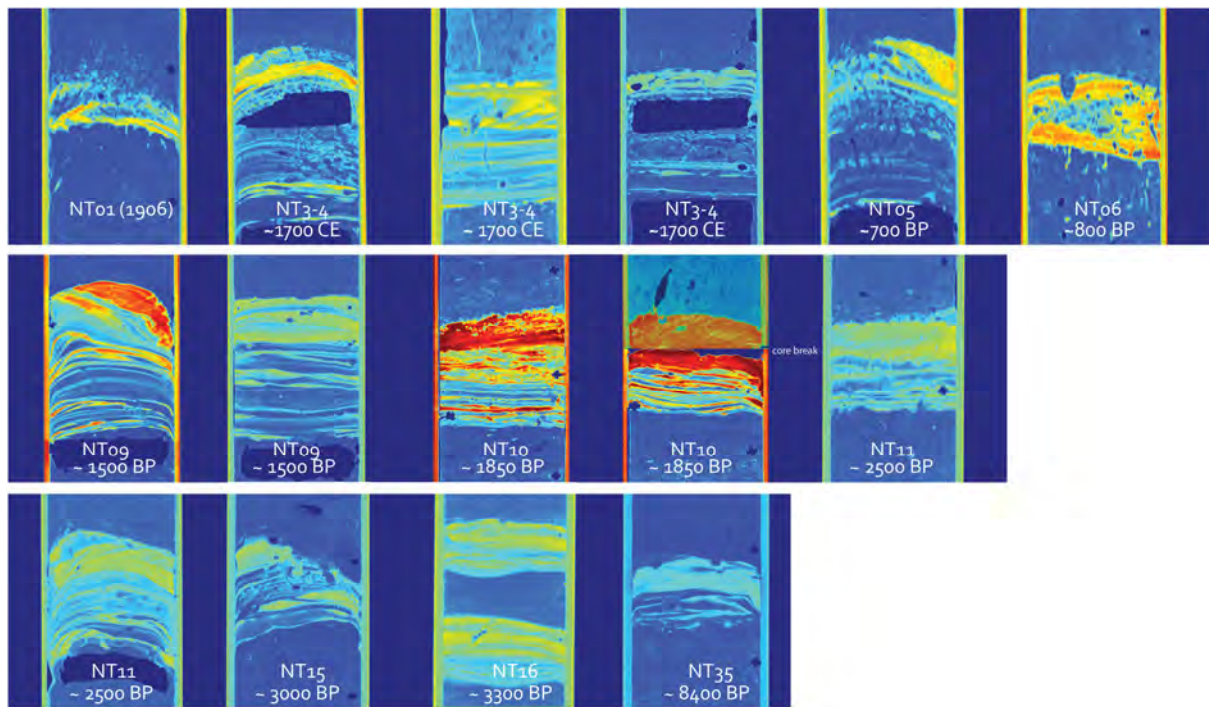 NT01 (1906)
NT3-4
~1700 CE
NT3-4
~ 1700 CE
NT3-4
~1700 CE
NT05
~700 BP
NT06
~800 BP
NT09
~ 1500 BP
NT09
~ 1500 BP
NT10
~ 1850 BP
NT10
~ 1850 BP
core break
NT11
~ 2500 BP
NT11
~ 2500 BP
NT15
~ 3000 BP
NT16
~ 3300 BP
NT35
~ 8400 BP